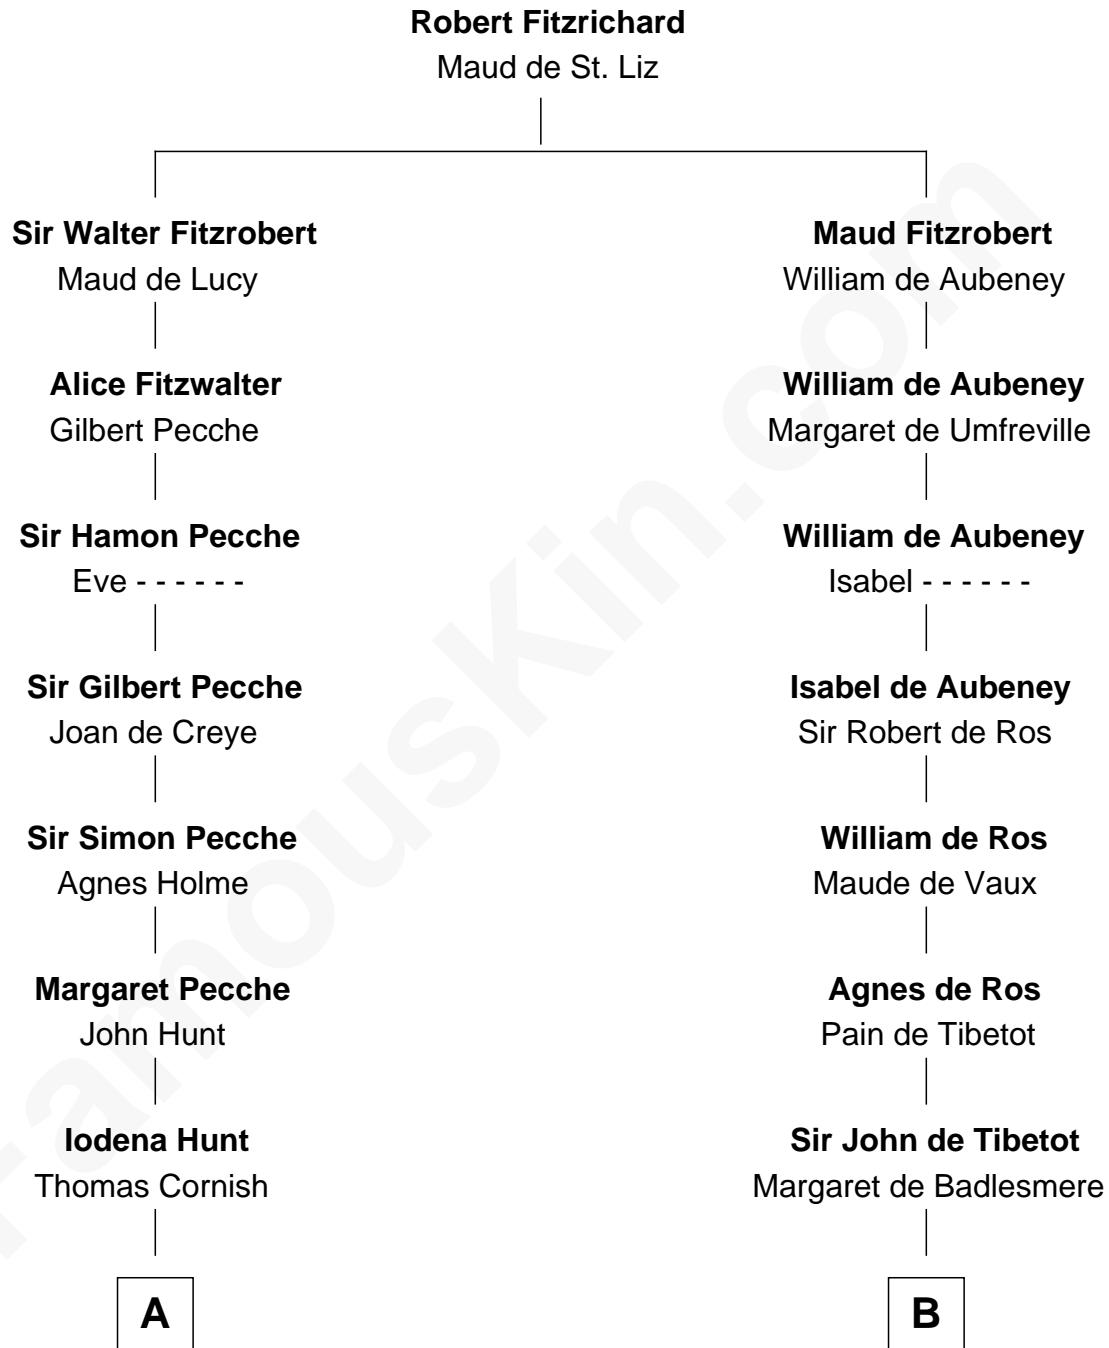 Robert Fitzrichard
Maud de St. Liz
Sir Walter Fitzrobert
Maud de Lucy
Maud Fitzrobert
William de Aubeney
Alice Fitzwalter
Gilbert Pecche
William de Aubeney
Margaret de Umfreville
Sir Hamon Pecche
Eve - - - - - -
William de Aubeney
Isabel - - - - - -
Sir Gilbert Pecche
Joan de Creye
Isabel de Aubeney
Sir Robert de Ros
Sir Simon Pecche
Agnes Holme
William de Ros
Maude de Vaux
Margaret Pecche
John Hunt
Agnes de Ros
Pain de Tibetot
Iodena Hunt
Thomas Cornish
Sir John de Tibetot
Margaret de Badlesmere
A
B
FamousKin.com